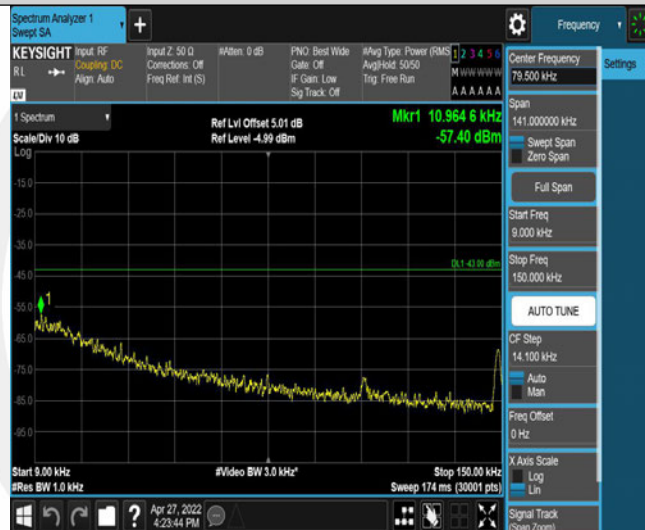 Spectrum Analyzer 1
Swept SA
Frequency
KEYSIGHT
RL
Input: RF
Coupling: DC
Align: Auto
Input Z: 50 Ω
Corrections: Off
Freq Ref: Int (S)
#Atten: 0 dB
PNO: Best Wide
Gate: Off
IF Gain: Low
Sig Track: Off
#Avg Type: Power (RMS
Avg|Hold: 50/50
Trig: Free Run
1 2 3 4 5 6
M W W W W W
A A A A A A
LXI
1 Spectrum
Scale/Div 10 dB
Log
Ref Lvl Offset 5.01 dB
Ref Level -4.99 dBm
Mkr1 10.964 6 kHz
-57.40 dBm
-15.0
-25.0
-35.0
-45.0
-55.0
-65.0
-75.0
-85.0
-95.0
DL1 -43.00 dBm
1
Start 9.00 kHz
#Res BW 1.0 kHz
#Video BW 3.0 kHz*
Stop 150.00 kHz
Sweep 174 ms (30001 pts)
Center Frequency
79.500 kHz
Settings
Span
141.000000 kHz
Swept Span
Zero Span
Full Span
Start Freq
9.000 kHz
Stop Freq
150.000 kHz
AUTO TUNE
CF Step
14.100 kHz
Auto
Man
Freq Offset
0 Hz
X Axis Scale
Log
Lin
Signal Track
(Span Zoom)
Apr 27, 2022
4:23:44 PM